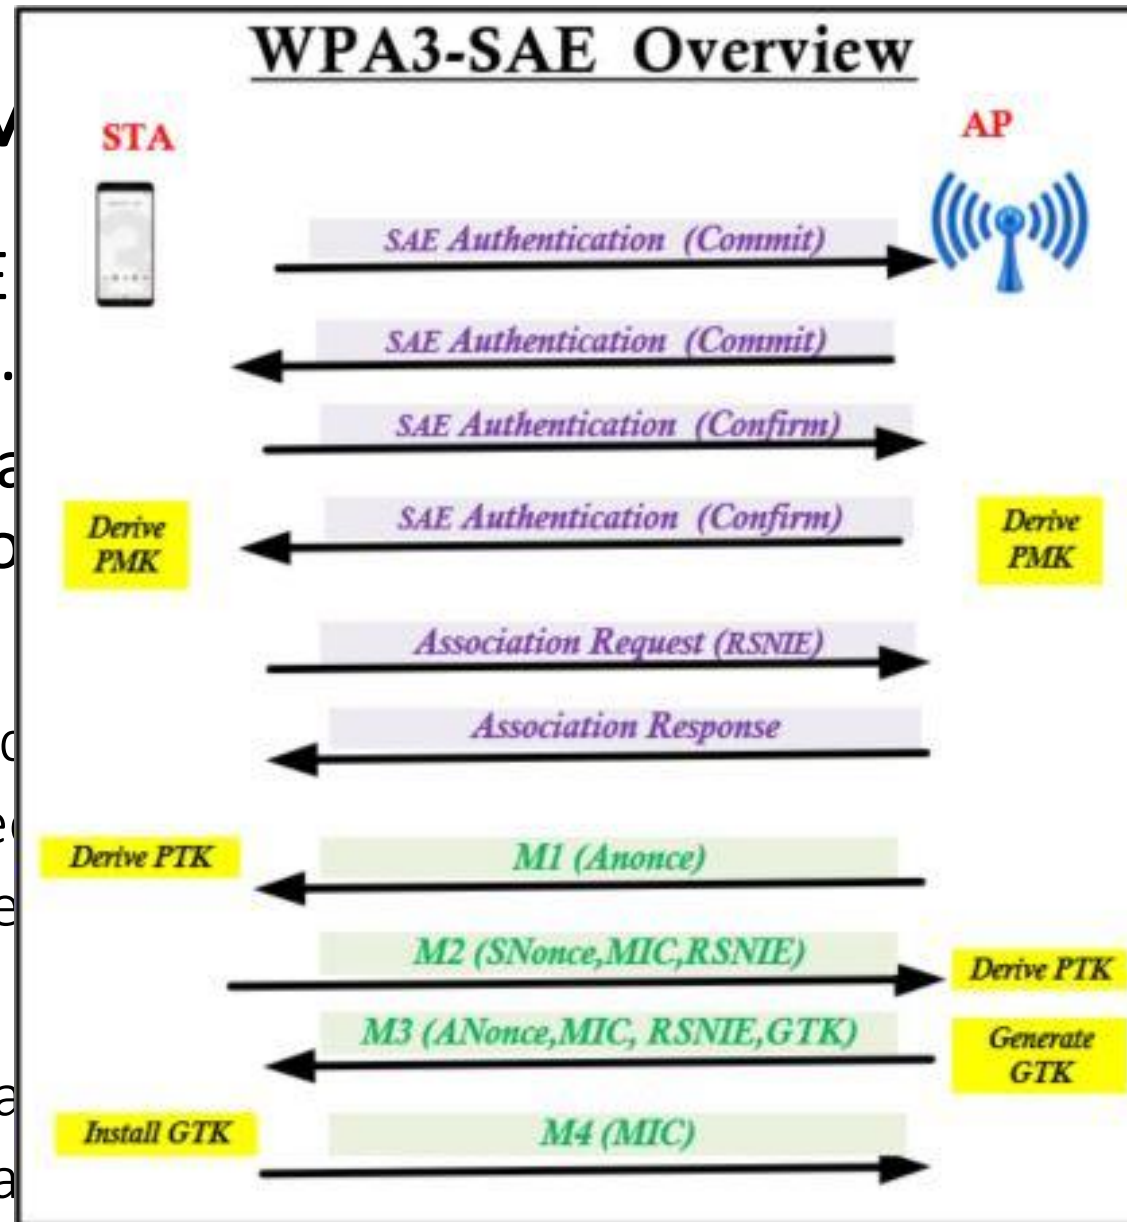 WPA3-SAE Overview
STA
AP
SAE Authentication (Commit)
SAE Authentication (Commit)
SAE Authentication (Confirm)
SAE Authentication (Confirm)
Derive
PMK
Derive
PMK
Association Request (RSNIE)
Association Response
Derive PTK
M1 (Anonce)
M2 (SNonce,MIC,RSNIE)
Derive PTK
M3 (ANonce,MIC, RSNIE,GTK)
Generate
GTK
Install GTK
M4 (MIC)